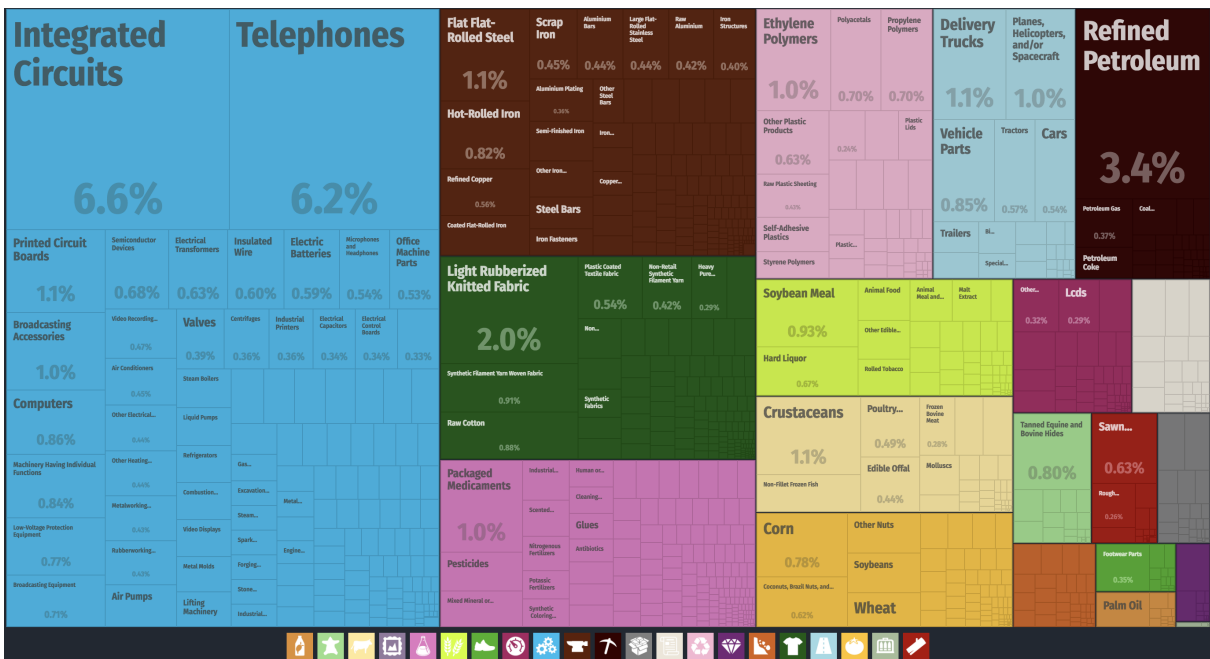 Integrated
Circuits
6.6%
Telephones
6.2%
Printed Circuit
Boards
1.1%
Semiconductor
Devices
0.68%
Electrical
Transformers
0.63%
Insulated
Wire
0.60%
Electric
Batteries
0.59%
Microphones
and
Headphones
0.54%
Office
Machine
Parts
0.53%
Broadcasting
Accessories
1.0%
Video Recording...
0.47%
Valves
0.39%
Centrifuges
0.36%
Industrial
Printers
0.36%
Electrical
Capacitors
0.34%
Electrical
Control
Boards
0.34%
0.33%
Air Conditioners
0.45%
Steam Boilers
Computers
0.86%
Other Electrical...
0.44%
Liquid Pumps
Machinery Having Individual
Functions
0.84%
Other Heating...
0.44%
Refrigerators
Gas...
Combustion...
Excavation...
Metal...
Metalworking...
0.43%
Steam...
Low-Voltage Protection
Equipment
0.77%
Video Displays
Spark...
Rubberworking...
0.43%
Engine...
Metal Molds
Forging...
Broadcasting Equipment
0.71%
Stone...
Air Pumps
Lifting
Machinery
Industrial...
Flat Flat-
Rolled Steel
1.1%
Scrap
Iron
0.45%
Aluminium
Bars
0.44%
Large Flat-
Rolled
Stainless
Steel
0.44%
Raw
Aluminium
0.42%
Iron
Structures
0.40%
Hot-Rolled Iron
0.82%
Aluminium Plating
0.36%
Other
Steel
Bars
Semi-Finished Iron
Iron...
Refined Copper
0.56%
Other Iron...
Copper...
Coated Flat-Rolled Iron
Steel Bars
Iron Fasteners
Light Rubberized
Knitted Fabric
2.0%
Plastic Coated
Textile Fabric
0.54%
Non-Retail
Synthetic
Filament Yarn
0.42%
Heavy
Pure...
0.29%
Non...
Synthetic Filament Yarn Woven Fabric
0.91%
Synthetic
Fabrics
Raw Cotton
0.88%
Packaged
Medicaments
1.0%
Industrial...
Human or...
Cleaning...
Scented...
Glues
Nitrogenous
Fertilizers
Antibiotics
Pesticides
Potassic
Fertilizers
Mixed Mineral or...
Synthetic
Coloring...
Ethylene
Polymers
1.0%
Polyacetals
0.70%
Propylene
Polymers
0.70%
Other Plastic
Products
0.63%
0.34%
Plastic
Lids
Raw Plastic Sheeting
0.43%
Self-Adhesive
Plastics
Plastic...
Styrene Polymers
Delivery
Trucks
1.1%
Planes,
Helicopters,
and/or
Spacecraft
1.0%
Vehicle
Parts
0.85%
Tractors
0.57%
Cars
0.54%
Trailers
Bi...
Special...
Refined
Petroleum
3.4%
Petroleum Gas
0.37%
Coal...
Petroleum
Coke
Soybean Meal
0.93%
Animal Food
Animal
Meal and...
Malt
Extract
Other Edible...
Hard Liquor
0.67%
Rolled Tobacco
Other...
0.32%
Lcds
0.29%
Crustaceans
1.1%
Poultry...
0.49%
Frozen
Bovine
Meat
0.28%
Edible Offal
0.44%
Molluscs
Non-Fillet Frozen Fish
Tanned Equine and
Bovine Hides
0.80%
Sawn...
0.63%
Rough...
0.26%
Corn
0.78%
Other Nuts
Soybeans
Coconuts, Brazil Nuts, and...
0.62%
Wheat
Footwear Parts
0.35%
Palm Oil